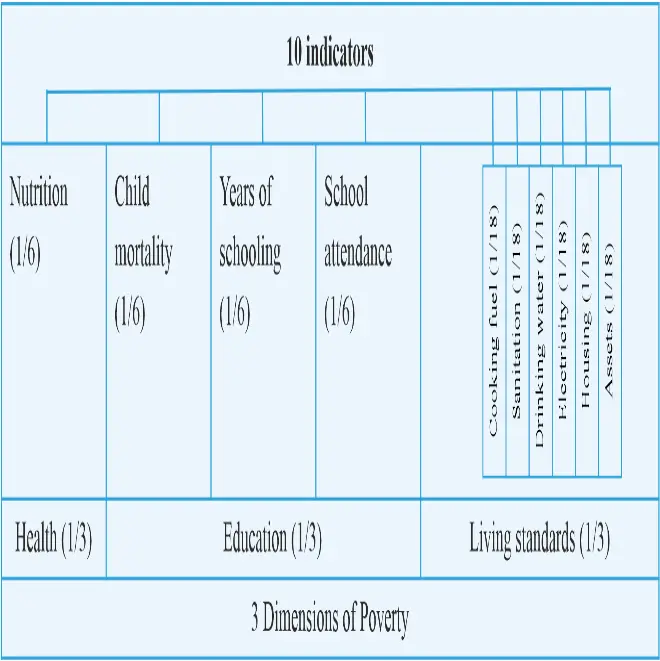 10 indicators
Nutrition
(1/6)
Child
mortality
(1/6)
Years of
schooling
(1/6)
School
attendance
(1/6)
Cooking fuel (1/18)
Sanitation (1/18)
Drinking water (1/18)
Electricity (1/18)
Housing (1/18)
Assets (1/18)
Health (1/3)
Education (1/3)
Living standards (1/3)
3 Dimensions of Poverty